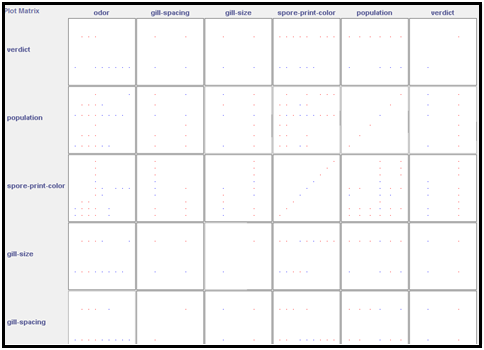 Plot Matrix
odor gill-spacing gill-size spore-print-color population verdict
verdict
population
spore-print-color
gill-size
gill-spacing